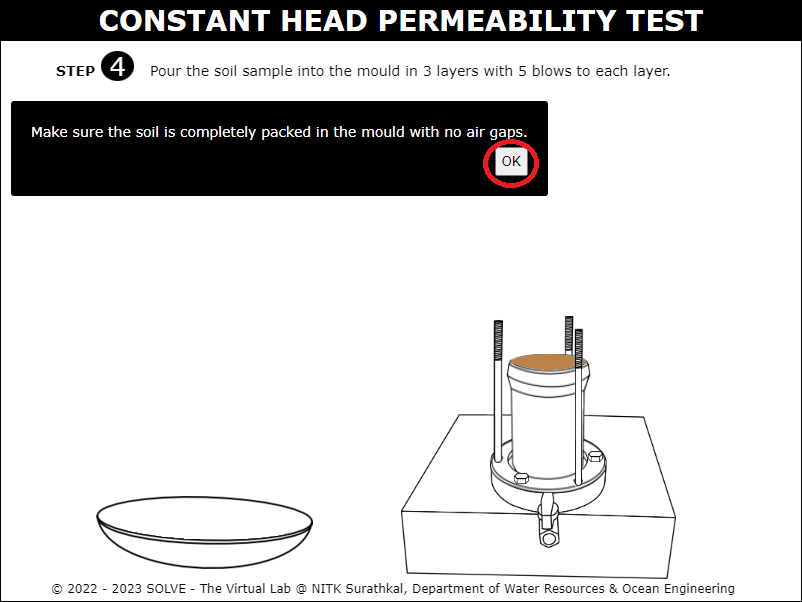 CONSTANT HEAD PERMEABILITY TEST
STEP 4 Pour the soil sample into the mould in 3 layers with 5 blows to each layer.
Make sure the soil is completely packed in the mould with no air gaps.
OK
© 2022 - 2023 SOLVE - The Virtual Lab @ NITK Surathkal, Department of Water Resources & Ocean Engineering